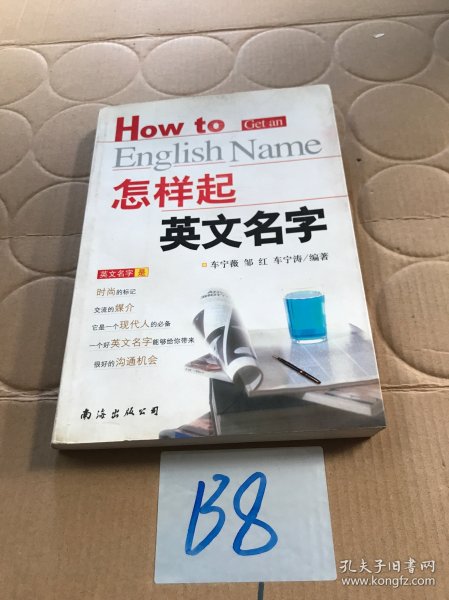 How to Get an
English Name
怎样起
英文名字
车宁薇 邹 红 车宁涛/编著
英文名字 是
时尚的标记
交流的媒介
它是一个现代人的必备
一个好英文名字能够给你带来
很好的沟通机会
南海出版公司
B8
孔夫子旧书网
www.kongfz.com